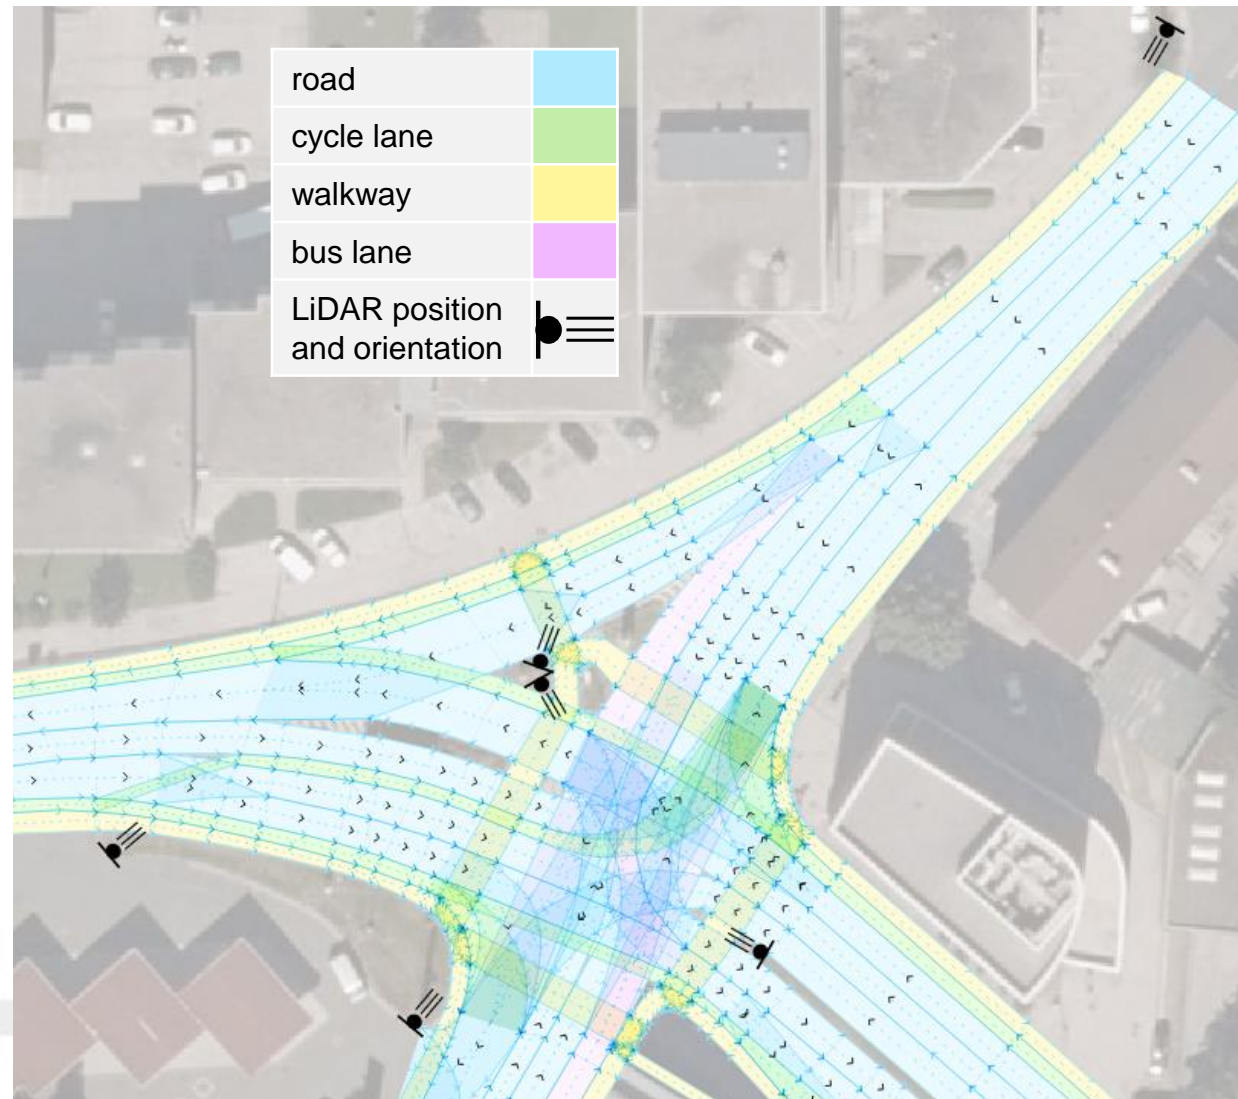 road
cycle lane
walkway
bus lane
LiDAR position
and orientation